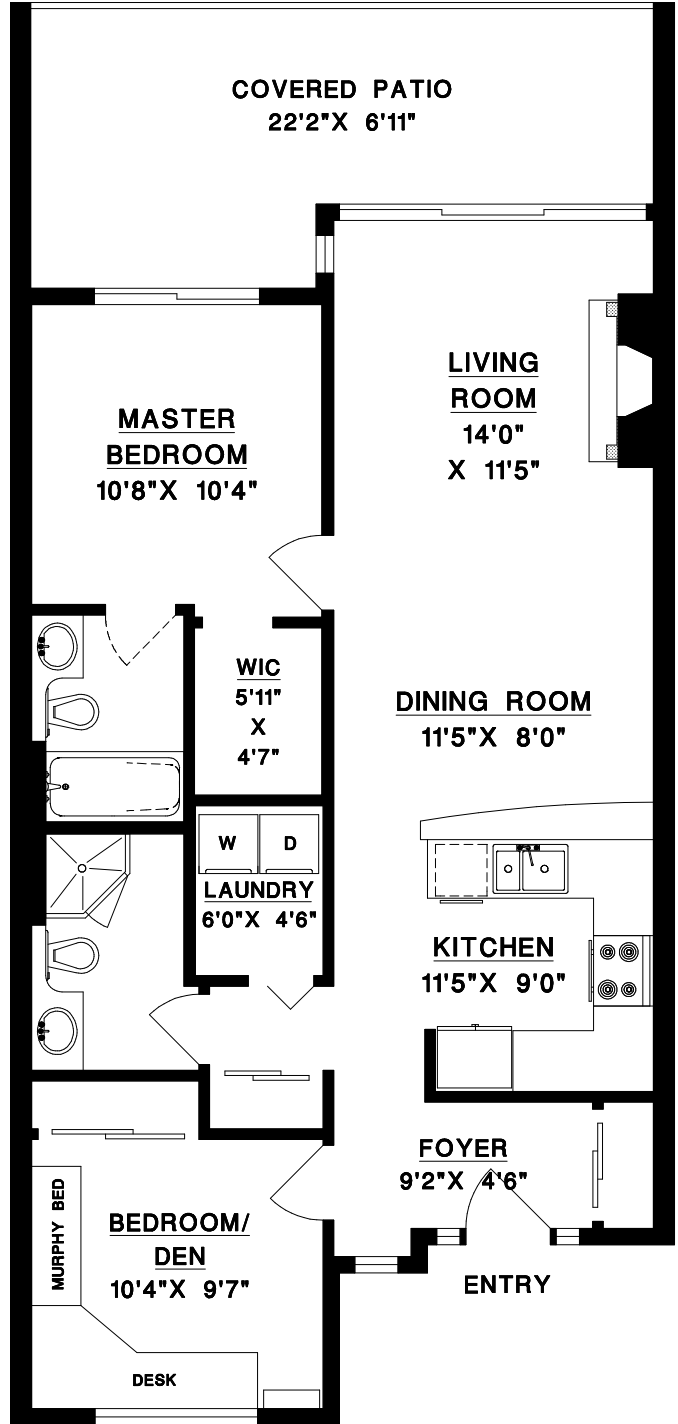 COVERED PATIO
22'2"X 6'11"
LIVING
ROOM
14'0"
X 11'5"
MASTER
BEDROOM
10'8"X 10'4"
WIC
5'11"
X
4'7"
DINING ROOM
11'5"X 8'0"
W
D
LAUNDRY
6'0"X 4'6"
KITCHEN
11'5"X 9'0"
FOYER
9'2"X 4'6"
MURPHY BED
BEDROOM/
DEN
10'4"X 9'7"
ENTRY
DESK